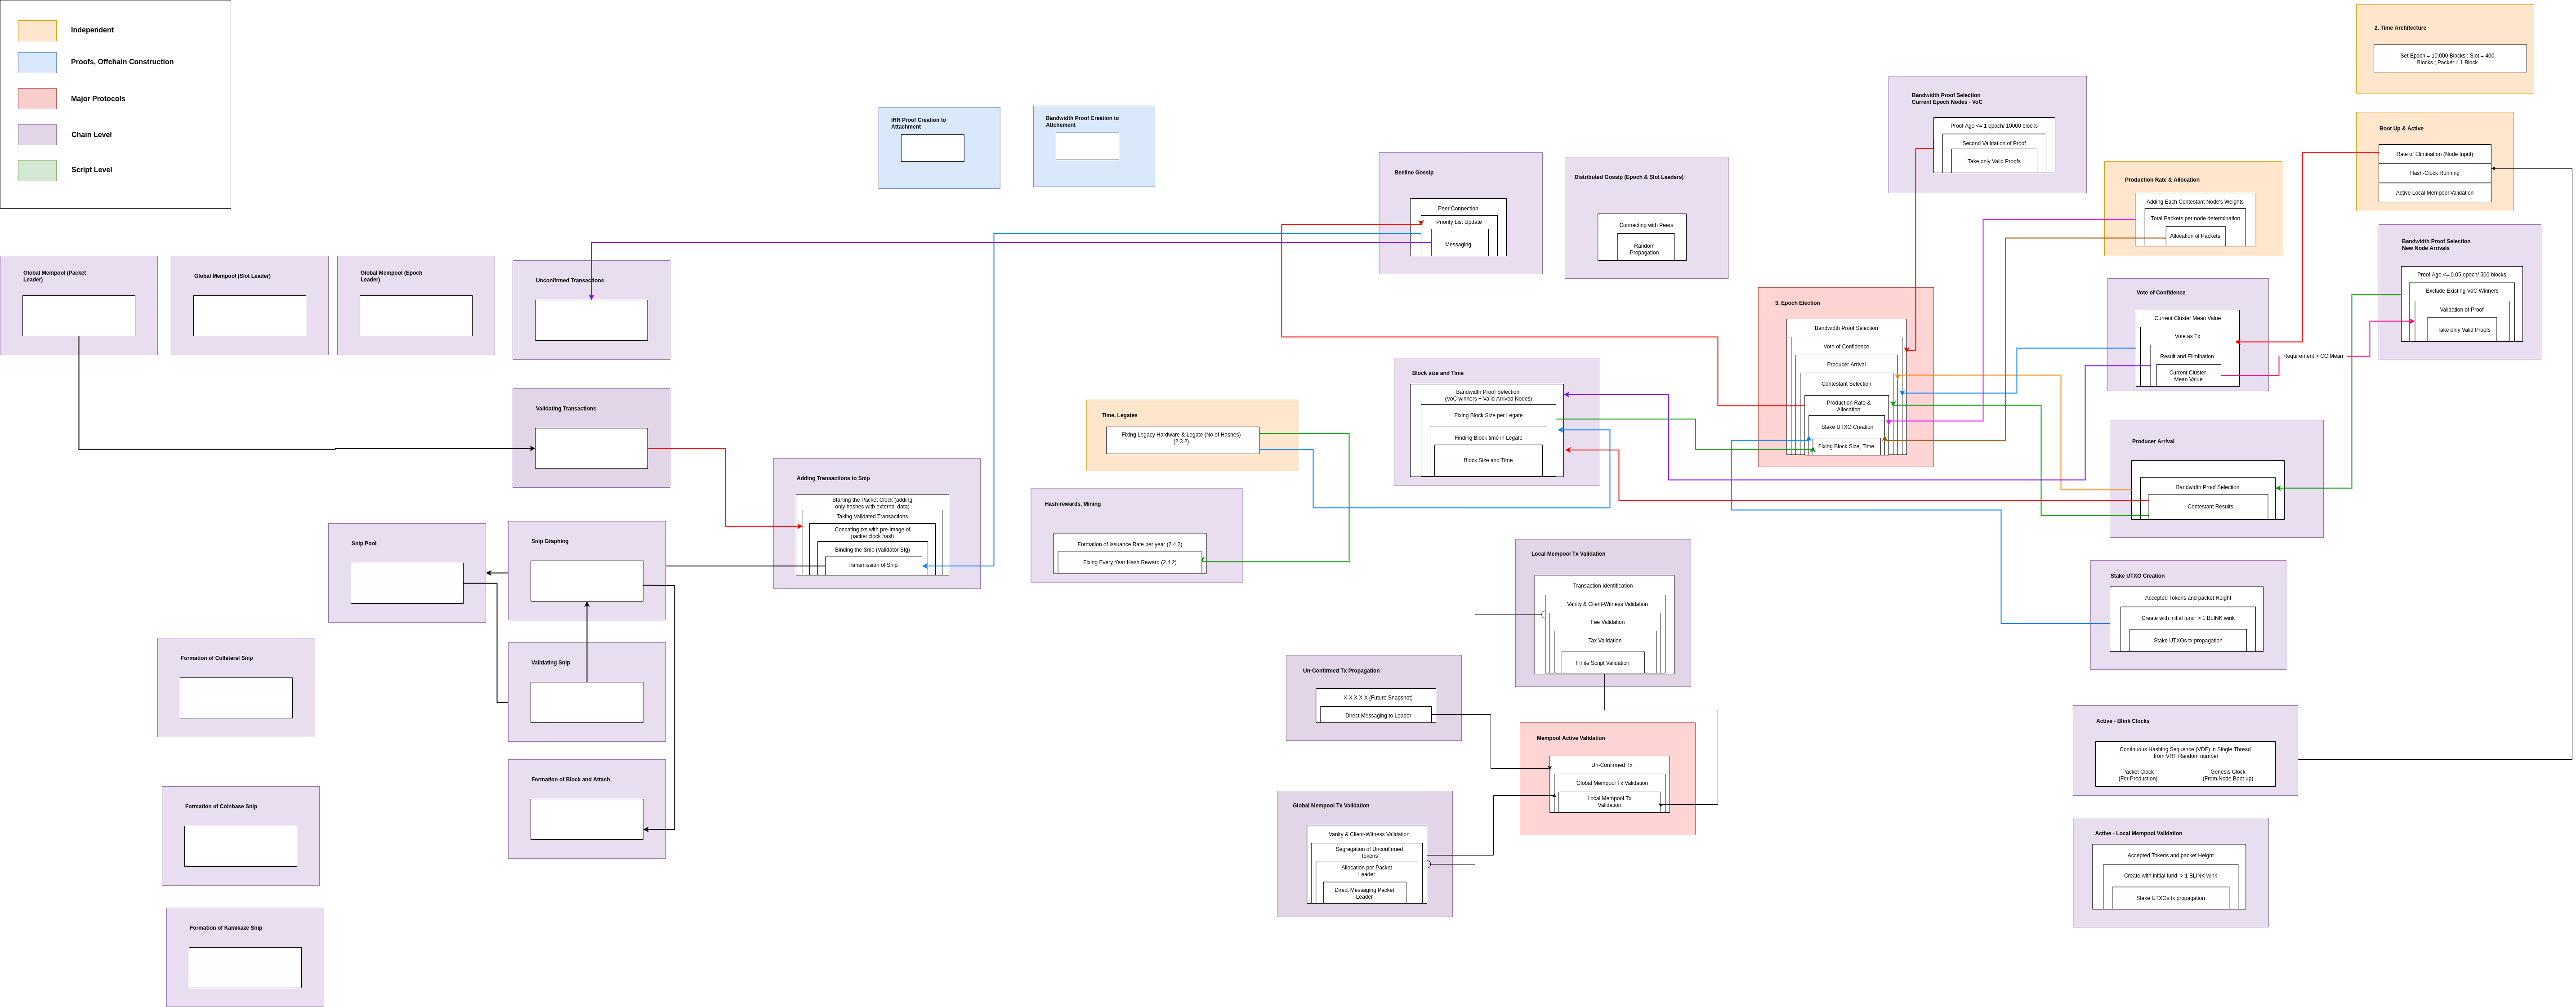 Independent
Proofs, Offchain Construction
Major Protocols
Chain Level
Script Level
IHR Proof Creation to
Attachment
Bandwidth Proof Creation to
Attchement
Global Mempool (Packet
Leader)
Global Mempool (Slot Leader)
Global Mempool (Epoch
Leader)
Unconfirmed Transactions
Validating Transactions
Snip Pool
Snip Graphing
Validating Snip
Formation of Block and Attach
Formation of Collateral Snip
Formation of Coinbase Snip
Formation of Kamikaze Snip
Adding Transactions to Snip
Starting the Packet Clock (adding
only hashes with external data)
Taking Validated Transactions
Concating txs with pre-image of
packet clock hash
Binding the Snip (Validator SIg)
Transmission of Snip
Time, Legates
Fixing Legacy Hardware & Legate (No of Hashes)
(2.3.2)
Hash-rewards, Mining
Formation of Issuance Rate per year (2.4.2)
Fixing Every Year Hash Reward (2.4.2)
Beeline Gossip
Peer Connection
Priority List Update
Messaging
Distributed Gossip (Epoch & Slot Leaders)
Connecting with Peers
Random
Propagation
Block size and Time
Bandwidth Proof Selection
(VoC winners + Valid Arrived Nodes)
Fixing Block Size per Legate
Finding Block time in Legate
Block Size and Time
3. Epoch Election
Bandwidth Proof Selection
Vote of Confidence
Producer Arrival
Contestant Selection
Production Rate &
Allocation
Stake UTXO Creation
Fixing Block Size, Time
Local Mempool Tx Validation
Transaction Identification
Vanity & Client-Witness Validation
Fee Validation
Tax Validation
Finite Script Validation
Un-Confirmed Tx Propagation
X X X X X (Future Snapshot)
Direct Messaging to Leader
Mempool Active Validation
Un-Confirmed Tx
Global Mempool Tx Validation
Local Mempool Tx
Validation
Global Mempool Tx Validation
Vanity & Client-Witness Validation
Segregation of Unconfirmed
Tokens
Allocation per Packet
Leader
Direct Messaging Packet
Leader
Bandwidth Proof Selection
Current Epoch Nodes - VoC
Proof Age <= 1 epoch/ 10000 blocks
Second Validation of Proof
Take only Valid Proofs
2. Time Architecture
Set Epoch = 10,000 Blocks ; Slot = 400
Blocks ; Packet = 1 Block
Boot Up & Active
Rate of Elimination (Node Input)
Hash-Clock Running
Active Local Mempool Validation
Production Rate & Allocation
Adding Each Contestant Node's Weights
Total Packets per node determination
Allocation of Packets
Bandwidth Proof Selection
New Node Arrivals
Proof Age <= 0.05 epoch/ 500 blocks
Exclude Existing VoC Winners
Validation of Proof
Take only Valid Proofs
Vote of Confidence
Current Cluster Mean Value
Vote as Tx
Result and Elimination
Current Cluster
Mean Value
Requirement > CC Mean
Producer Arrival
Bandwidth Proof Selection
Contestant Results
Stake UTXO Creation
Accepted Tokens and packet Height
Create with initial fund > 1 BLINK wink
Stake UTXOs tx propagation
Active - Blink Clocks
Continuous Hashing Sequence (VDF) in Single Thread
from VRF Random number
Packet Clock
(For Production)
Genesis Clock
(From Node Boot up)
Active - Local Mempool Validation
Accepted Tokens and packet Height
Create with initial fund > 1 BLINK wink
Stake UTXOs tx propagation